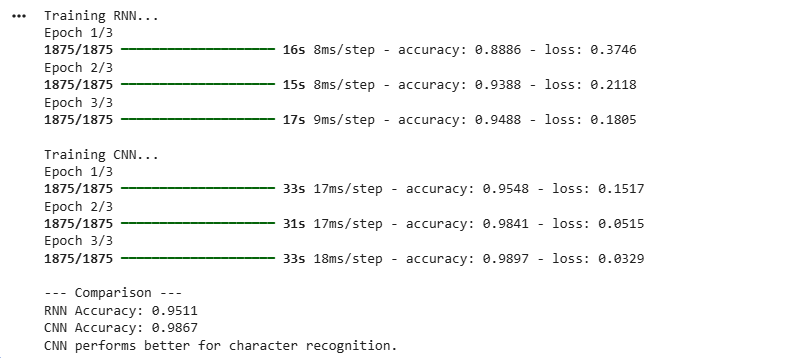 Training RNN...
Epoch 1/3
1875/1875 ━━━━━━━━━━━━━━━━━━━━ 16s 8ms/step - accuracy: 0.8886 - loss: 0.3746
Epoch 2/3
1875/1875 ━━━━━━━━━━━━━━━━━━━━ 15s 8ms/step - accuracy: 0.9388 - loss: 0.2118
Epoch 3/3
1875/1875 ━━━━━━━━━━━━━━━━━━━━ 17s 9ms/step - accuracy: 0.9488 - loss: 0.1805
Training CNN...
Epoch 1/3
1875/1875 ━━━━━━━━━━━━━━━━━━━━ 33s 17ms/step - accuracy: 0.9548 - loss: 0.1517
Epoch 2/3
1875/1875 ━━━━━━━━━━━━━━━━━━━━ 31s 17ms/step - accuracy: 0.9841 - loss: 0.0515
Epoch 3/3
1875/1875 ━━━━━━━━━━━━━━━━━━━━ 33s 18ms/step - accuracy: 0.9897 - loss: 0.0329
--- Comparison ---
RNN Accuracy: 0.9511
CNN Accuracy: 0.9867
CNN performs better for character recognition.